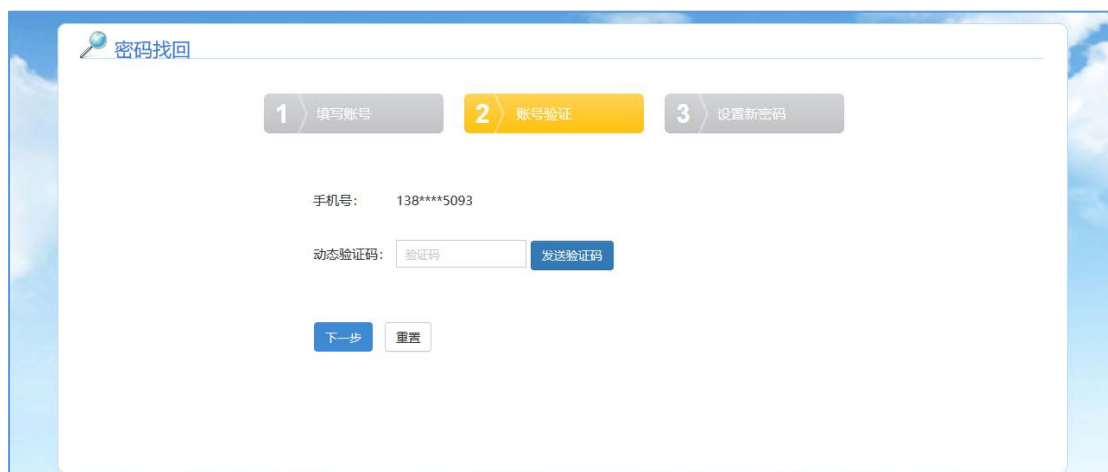 密码找回
1 填写账号 2 账号验证 3 设置新密码
手机号： 138****5093
动态验证码： 验证码 发送验证码
下一步 重置